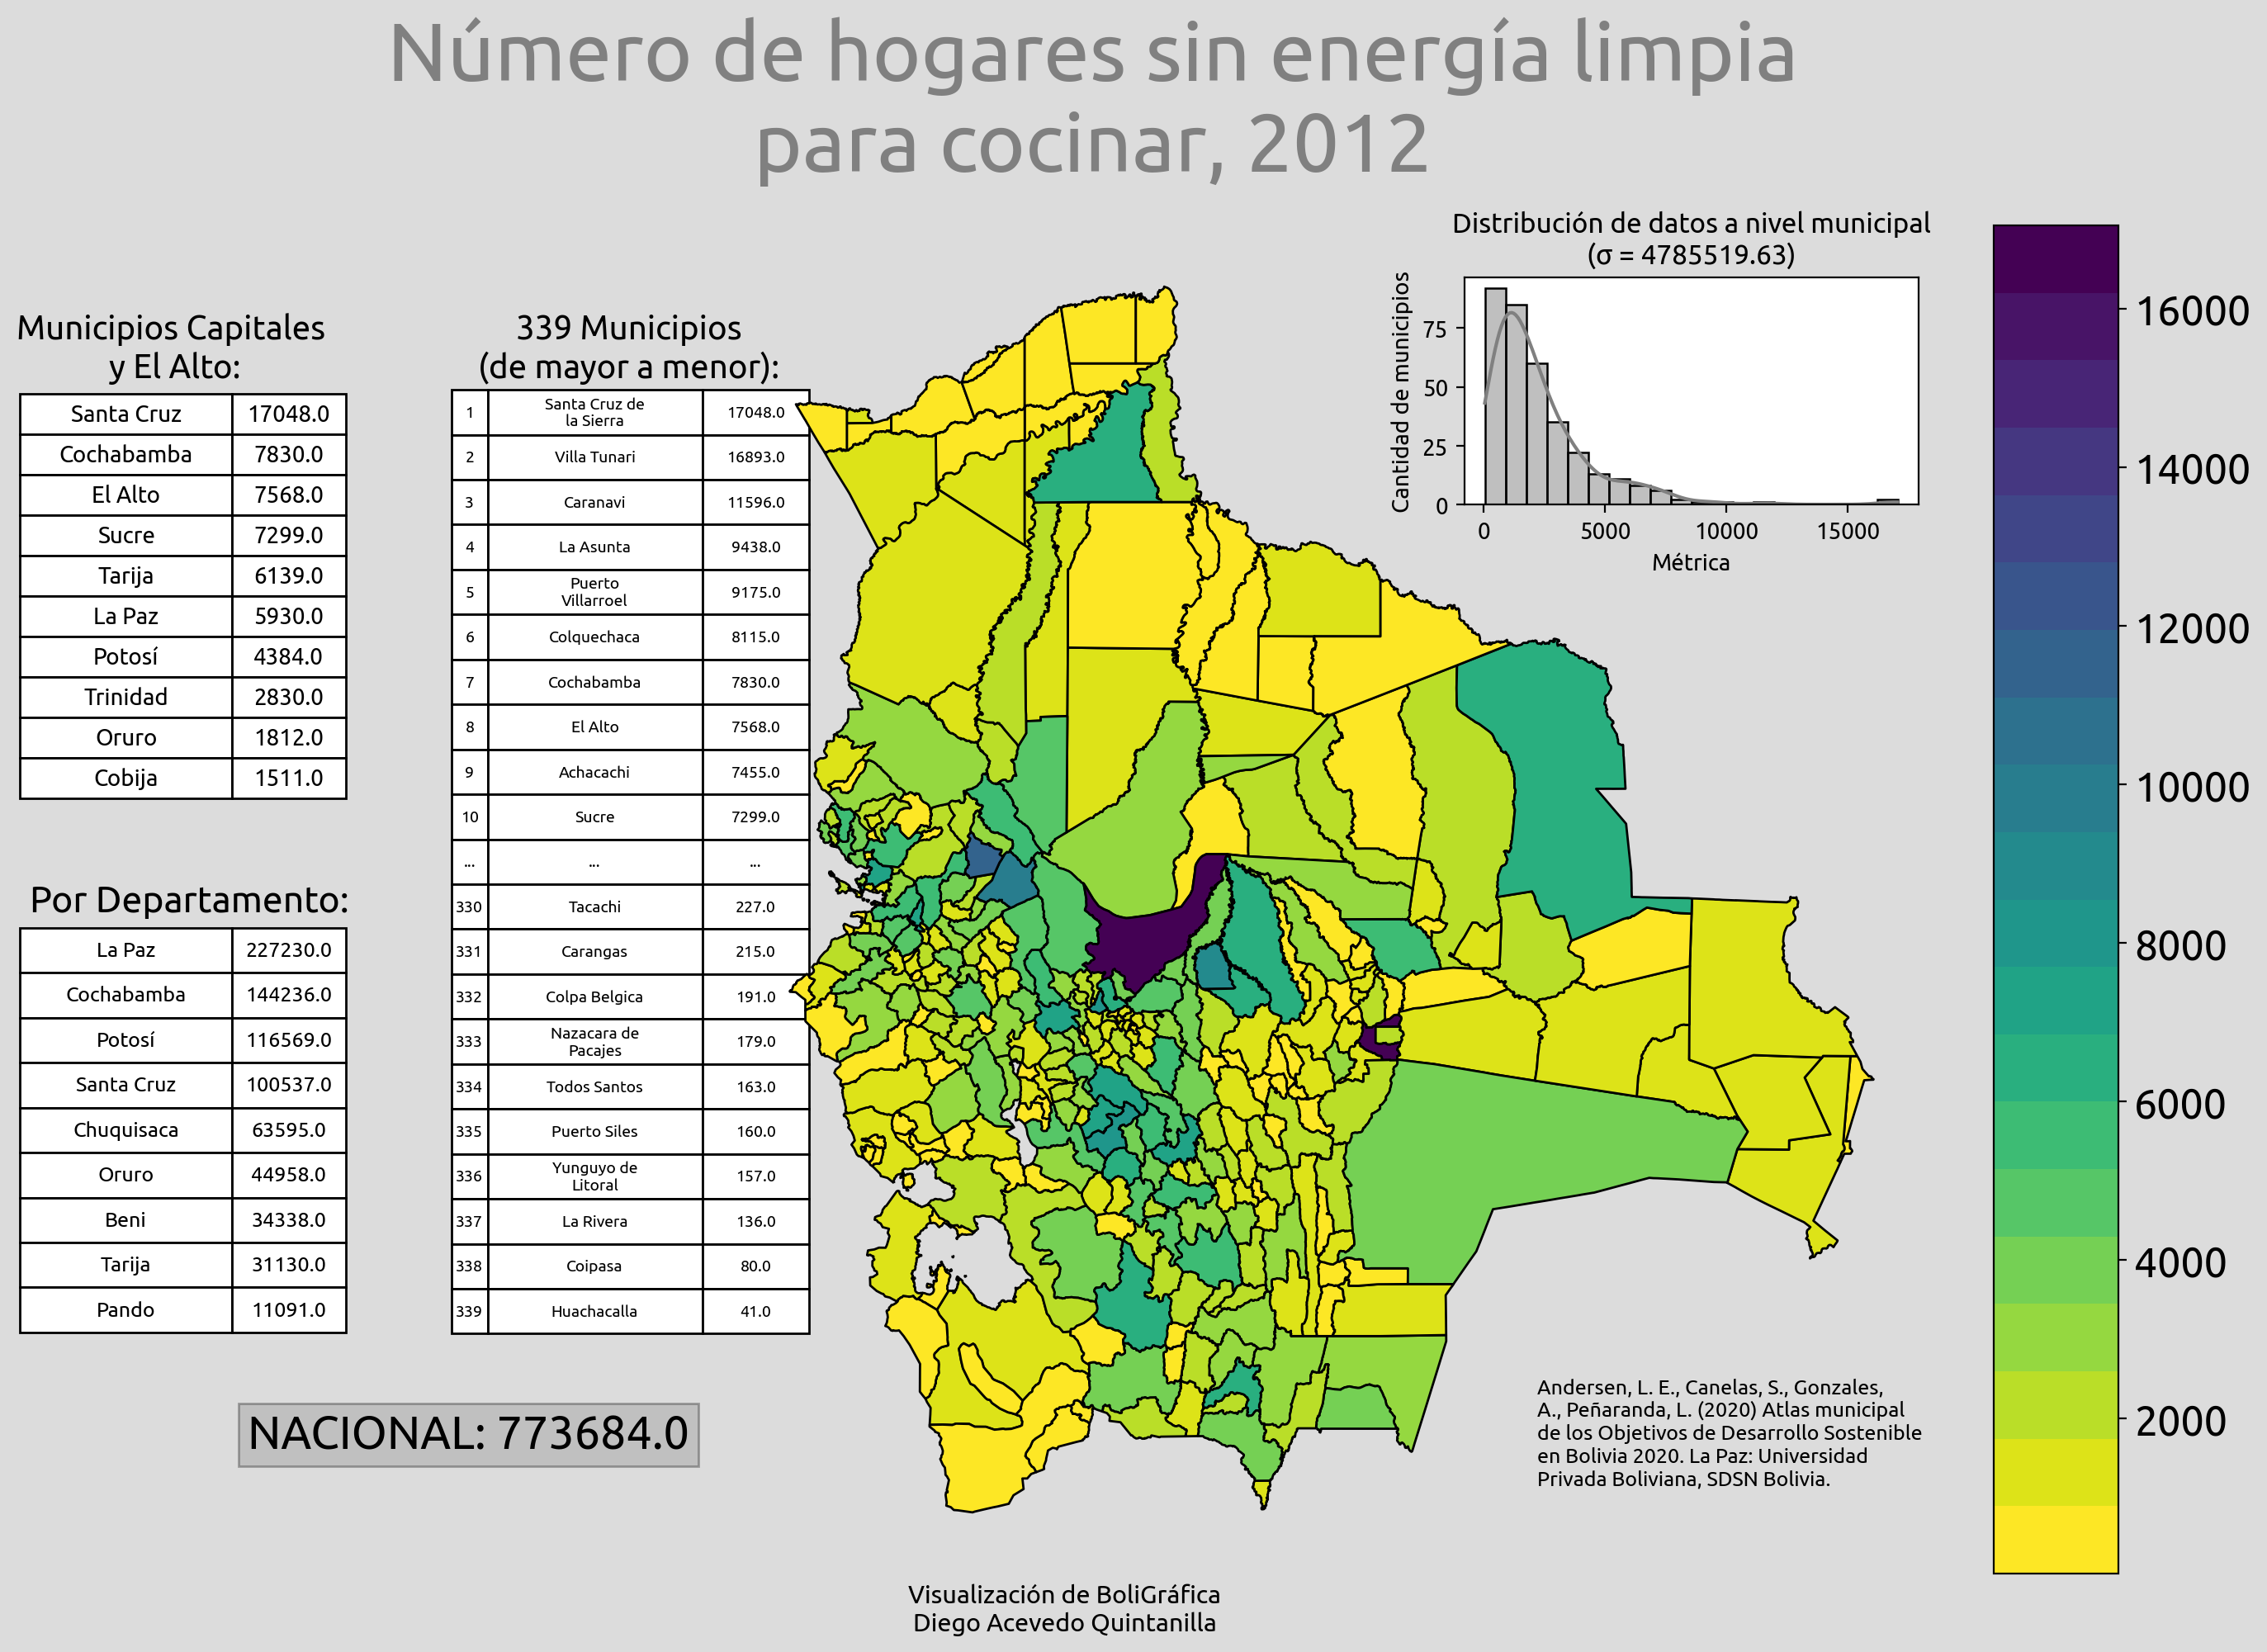 Número de hogares sin energía limpia
para cocinar, 2012
Municipios Capitales
y El Alto:
Santa Cruz 17048.0
Cochabamba 7830.0
El Alto 7568.0
Sucre 7299.0
Tarija 6139.0
La Paz 5930.0
Potosí 4384.0
Trinidad 2830.0
Oruro 1812.0
Cobija 1511.0
Por Departamento:
La Paz 227230.0
Cochabamba 144236.0
Potosí 116569.0
Santa Cruz 100537.0
Chuquisaca 63595.0
Oruro 44958.0
Beni 34338.0
Tarija 31130.0
Pando 11091.0
NACIONAL: 773684.0
339 Municipios
(de mayor a menor):
1 Santa Cruz de
la Sierra 17048.0
2 Villa Tunari 16893.0
3 Caranavi 11596.0
4 La Asunta 9438.0
5 Puerto
Villarroel 9175.0
6 Colquechaca 8115.0
7 Cochabamba 7830.0
8 El Alto 7568.0
9 Achacachi 7455.0
10 Sucre 7299.0
... ... ...
330 Tacachi 227.0
331 Carangas 215.0
332 Colpa Belgica 191.0
333 Nazacara de
Pacajes 179.0
334 Todos Santos 163.0
335 Puerto Siles 160.0
336 Yunguyo de
Litoral 157.0
337 La Rivera 136.0
338 Coipasa 80.0
339 Huachacalla 41.0
Distribución de datos a nivel municipal
(σ = 4785519.63)
Cantidad de municipios
75
50
25
0
0 5000 10000 15000
Métrica
16000
14000
12000
10000
8000
6000
4000
2000
Andersen, L. E., Canelas, S., Gonzales,
A., Peñaranda, L. (2020) Atlas municipal
de los Objetivos de Desarrollo Sostenible
en Bolivia 2020. La Paz: Universidad
Privada Boliviana, SDSN Bolivia.
Visualización de BoliGráfica
Diego Acevedo Quintanilla